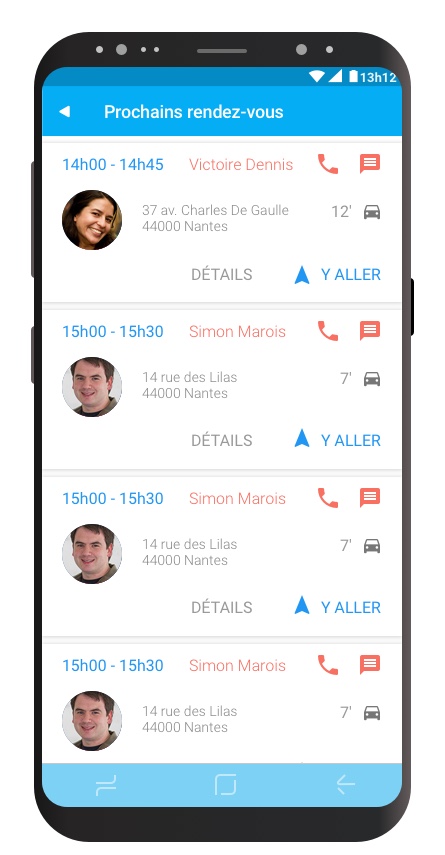 13h12
Prochains rendez-vous
14h00 - 14h45 Victoire Dennis
37 av. Charles De Gaulle 12'
44000 Nantes
DÉTAILS Y ALLER
15h00 - 15h30 Simon Marois
14 rue des Lilas 7'
44000 Nantes
DÉTAILS Y ALLER
15h00 - 15h30 Simon Marois
14 rue des Lilas 7'
44000 Nantes
DÉTAILS Y ALLER
15h00 - 15h30 Simon Marois
14 rue des Lilas 7'
44000 Nantes